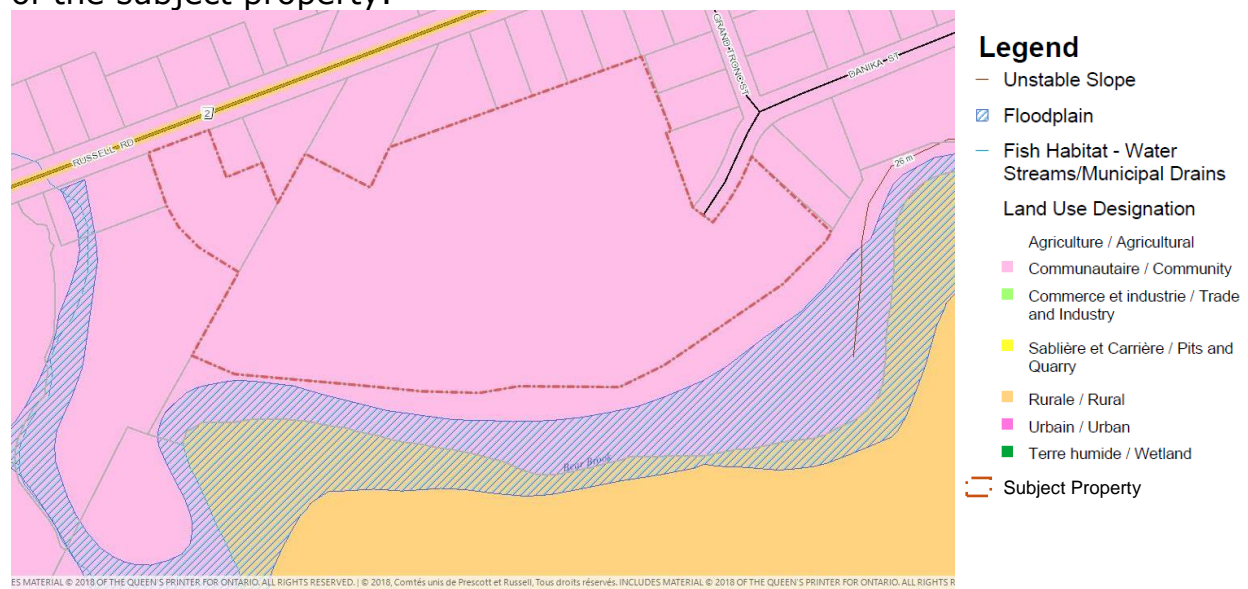 of the subject property.
RUSSELL RD
2
GRAND TRONC ST
DANIKA ST
26 m
Bear Brook
ES MATERIAL © 2018 OF THE QUEEN'S PRINTER FOR ONTARIO. ALL RIGHTS RESERVED. | © 2018, Comtés unis de Prescott et Russell, Tous droits réservés. INCLUDES MATERIAL © 2018 OF THE QUEEN'S PRINTER FOR ONTARIO. ALL RIGHTS R
Legend
Unstable Slope
Floodplain
Fish Habitat - Water
Streams/Municipal Drains
Land Use Designation
Agriculture / Agricultural
Communautaire / Community
Commerce et industrie / Trade
and Industry
Sablière et Carrière / Pits and
Quarry
Rurale / Rural
Urbain / Urban
Terre humide / Wetland
Subject Property